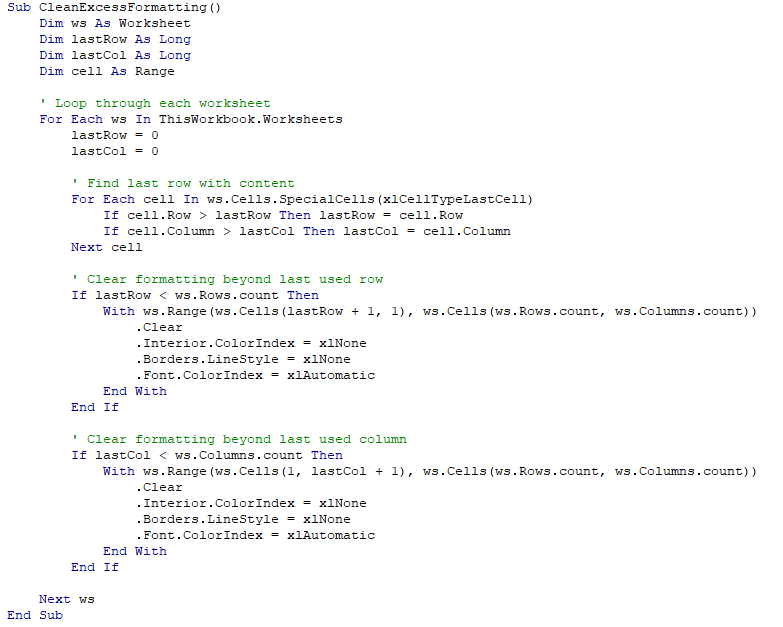 Sub CleanExcessFormatting()
    Dim ws As Worksheet
    Dim lastRow As Long
    Dim lastCol As Long
    Dim cell As Range

    ' Loop through each worksheet
    For Each ws In ThisWorkbook.Worksheets
        lastRow = 0
        lastCol = 0

        ' Find last row with content
        For Each cell In ws.Cells.SpecialCells(xlCellTypeLastCell)
            If cell.Row > lastRow Then lastRow = cell.Row
            If cell.Column > lastCol Then lastCol = cell.Column
        Next cell

        ' Clear formatting beyond last used row
        If lastRow < ws.Rows.count Then
            With ws.Range(ws.Cells(lastRow + 1, 1), ws.Cells(ws.Rows.count, ws.Columns.count))
                .Clear
                .Interior.ColorIndex = xlNone
                .Borders.LineStyle = xlNone
                .Font.ColorIndex = xlAutomatic
            End With
        End If

        ' Clear formatting beyond last used column
        If lastCol < ws.Columns.count Then
            With ws.Range(ws.Cells(1, lastCol + 1), ws.Cells(ws.Rows.count, ws.Columns.count))
                .Clear
                .Interior.ColorIndex = xlNone
                .Borders.LineStyle = xlNone
                .Font.ColorIndex = xlAutomatic
            End With
        End If

    Next ws
End Sub